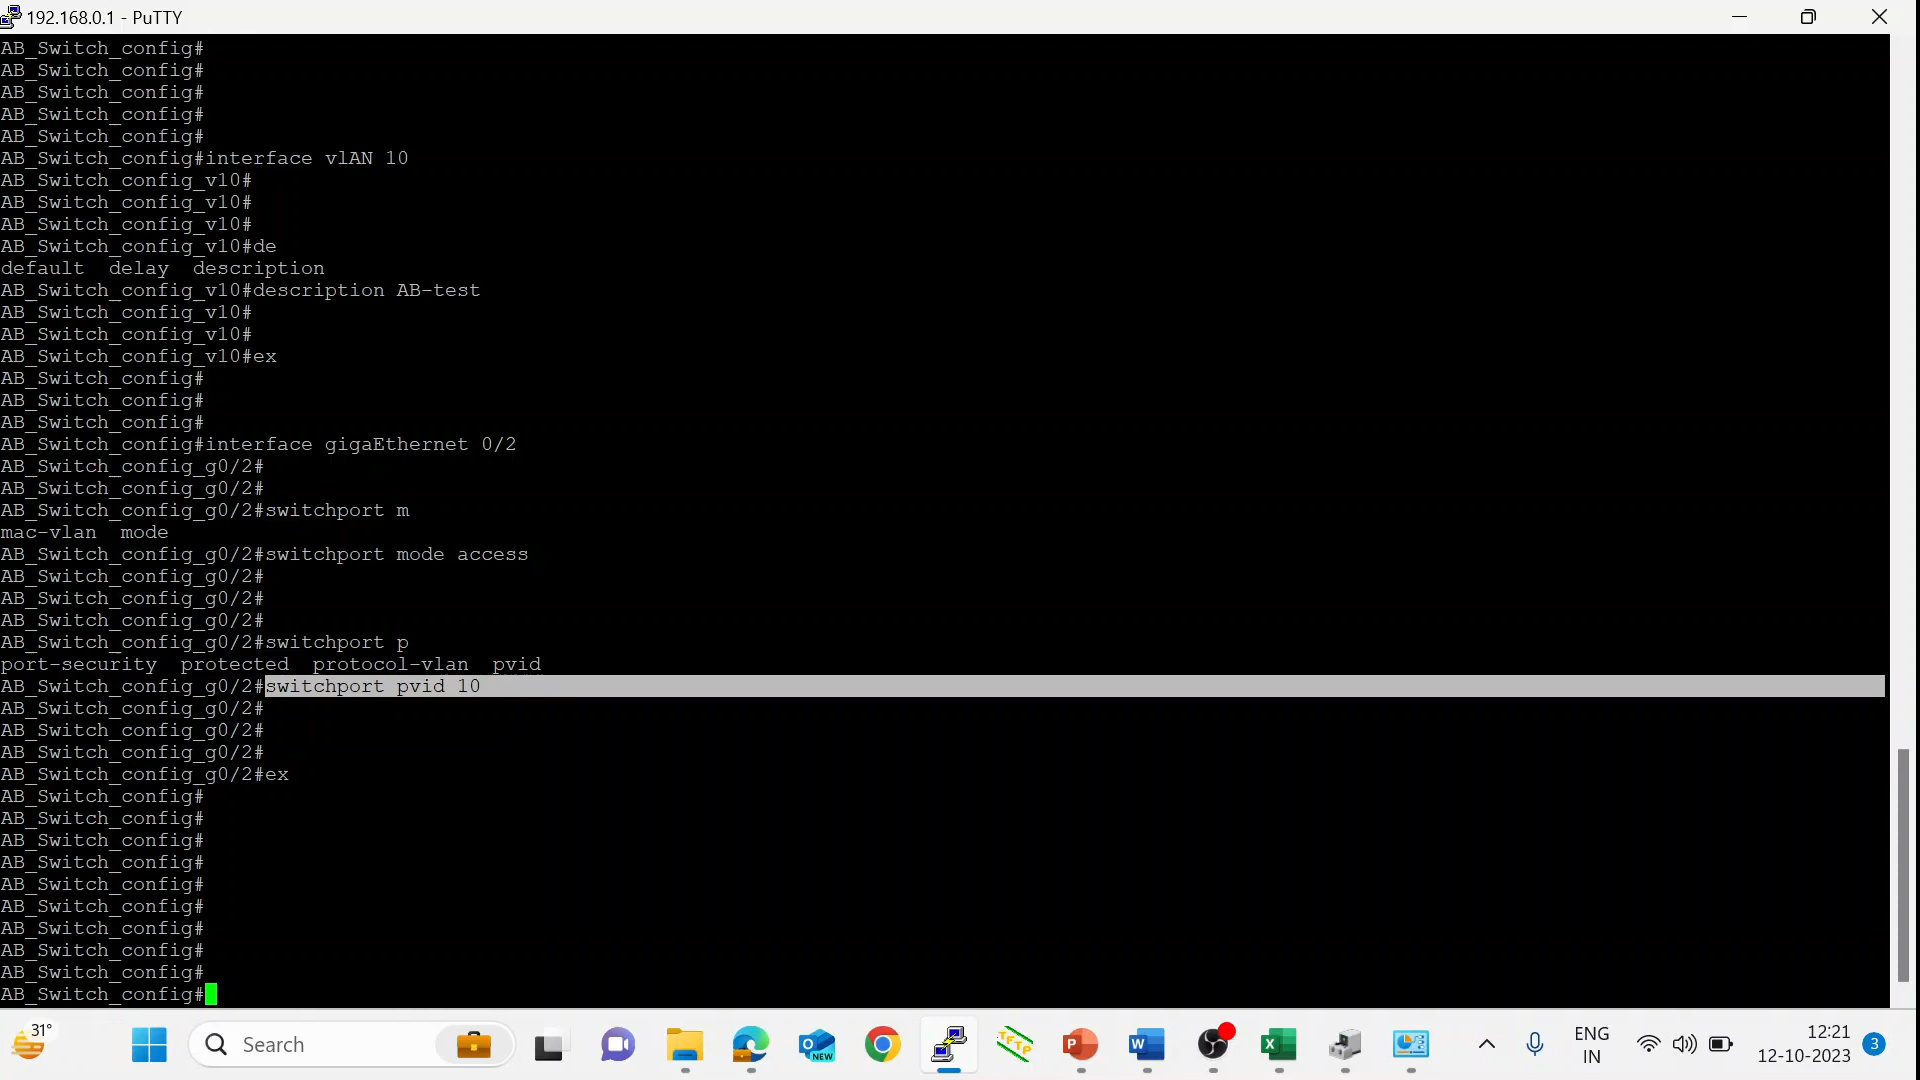 192.168.0.1 - PuTTY
AB_Switch_config#
AB_Switch_config#
AB_Switch_config#
AB_Switch_config#
AB_Switch_config#
AB_Switch_config#interface vlAN 10
AB_Switch_config_v10#
AB_Switch_config_v10#
AB_Switch_config_v10#
AB_Switch_config_v10#de
default  delay  description
AB_Switch_config_v10#description AB-test
AB_Switch_config_v10#
AB_Switch_config_v10#
AB_Switch_config_v10#ex
AB_Switch_config#
AB_Switch_config#
AB_Switch_config#
AB_Switch_config#interface gigaEthernet 0/2
AB_Switch_config_g0/2#
AB_Switch_config_g0/2#
AB_Switch_config_g0/2#switchport m
mac-vlan  mode
AB_Switch_config_g0/2#switchport mode access
AB_Switch_config_g0/2#
AB_Switch_config_g0/2#
AB_Switch_config_g0/2#
AB_Switch_config_g0/2#switchport p
port-security  protected  protocol-vlan  pvid
AB_Switch_config_g0/2#switchport pvid 10
AB_Switch_config_g0/2#
AB_Switch_config_g0/2#
AB_Switch_config_g0/2#
AB_Switch_config_g0/2#ex
AB_Switch_config#
AB_Switch_config#
AB_Switch_config#
AB_Switch_config#
AB_Switch_config#
AB_Switch_config#
AB_Switch_config#
AB_Switch_config#
AB_Switch_config#
AB_Switch_config#
31°
Search
O NEW
TFTP
P
W
X
ENG
IN
12:21
12-10-2023
3